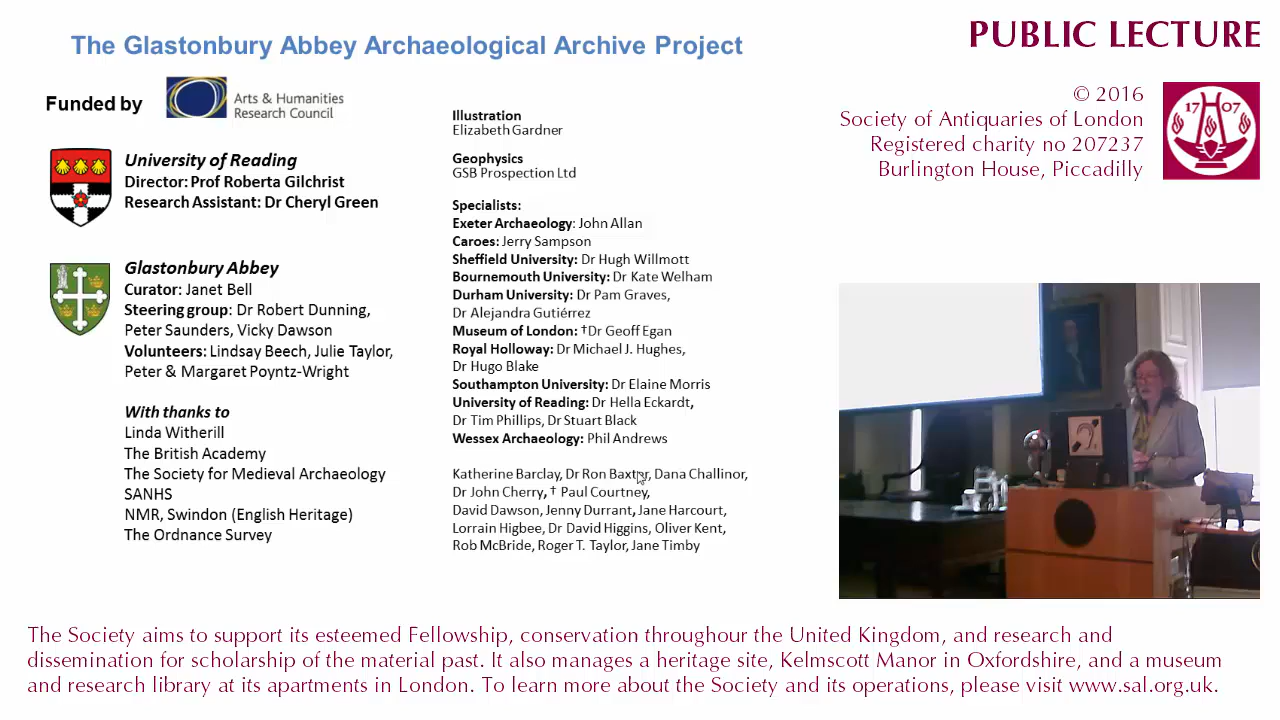 The Glastonbury Abbey Archaeological Archive Project
Funded by
Arts & Humanities
Research Council
University of Reading
Director: Prof Roberta Gilchrist
Research Assistant: Dr Cheryl Green
Glastonbury Abbey
Curator: Janet Bell
Steering group: Dr Robert Dunning,
Peter Saunders, Vicky Dawson
Volunteers: Lindsay Beech, Julie Taylor,
Peter & Margaret Poyntz-Wright
With thanks to
Linda Witherill
The British Academy
The Society for Medieval Archaeology
SANHS
NMR, Swindon (English Heritage)
The Ordnance Survey
Illustration
Elizabeth Gardner
Geophysics
GSB Prospection Ltd
Specialists:
Exeter Archaeology: John Allan
Caroes: Jerry Sampson
Sheffield University: Dr Hugh Willmott
Bournemouth University: Dr Kate Welham
Durham University: Dr Pam Graves,
Dr Alejandra Gutiérrez
Museum of London: †Dr Geoff Egan
Royal Holloway: Dr Michael J. Hughes,
Dr Hugo Blake
Southampton University: Dr Elaine Morris
University of Reading: Dr Hella Eckardt,
Dr Tim Phillips, Dr Stuart Black
Wessex Archaeology: Phil Andrews
Katherine Barclay, Dr Ron Baxter, Dana Challinor,
Dr John Cherry, † Paul Courtney,
David Dawson, Jenny Durrant, Jane Harcourt,
Lorrain Higbee, Dr David Higgins, Oliver Kent,
Rob McBride, Roger T. Taylor, Jane Timby
PUBLIC LECTURE
© 2016
Society of Antiquaries of London
Registered charity no 207237
Burlington House, Piccadilly
1707
The Society aims to support its esteemed Fellowship, conservation throughour the United Kingdom, and research and
dissemination for scholarship of the material past. It also manages a heritage site, Kelmscott Manor in Oxfordshire, and a museum
and research library at its apartments in London. To learn more about the Society and its operations, please visit www.sal.org.uk.